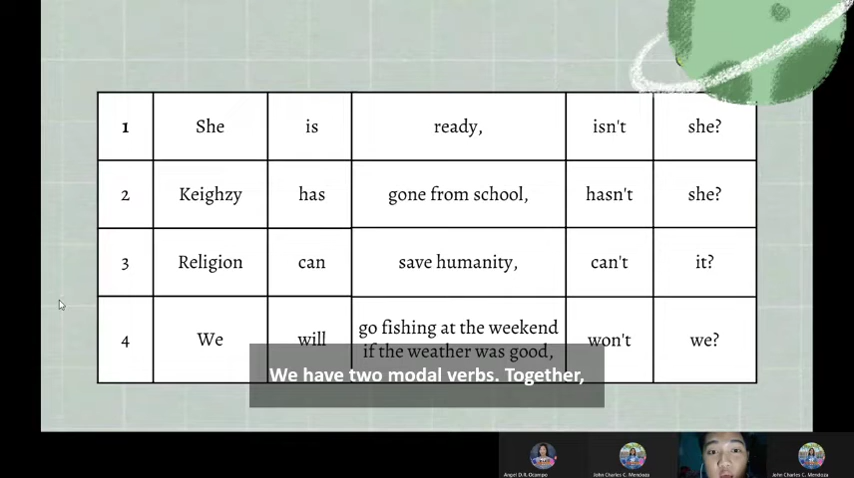 1 She is ready, isn't she?
2 Keighzy has gone from school, hasn't she?
3 Religion can save humanity, can't it?
4 We will go fishing at the weekend won't we?
if the weather was good,
We have two modal verbs. Together,
Angel D.R. Ocampo John Charles C. Mendoza John Charles C. Mendoza